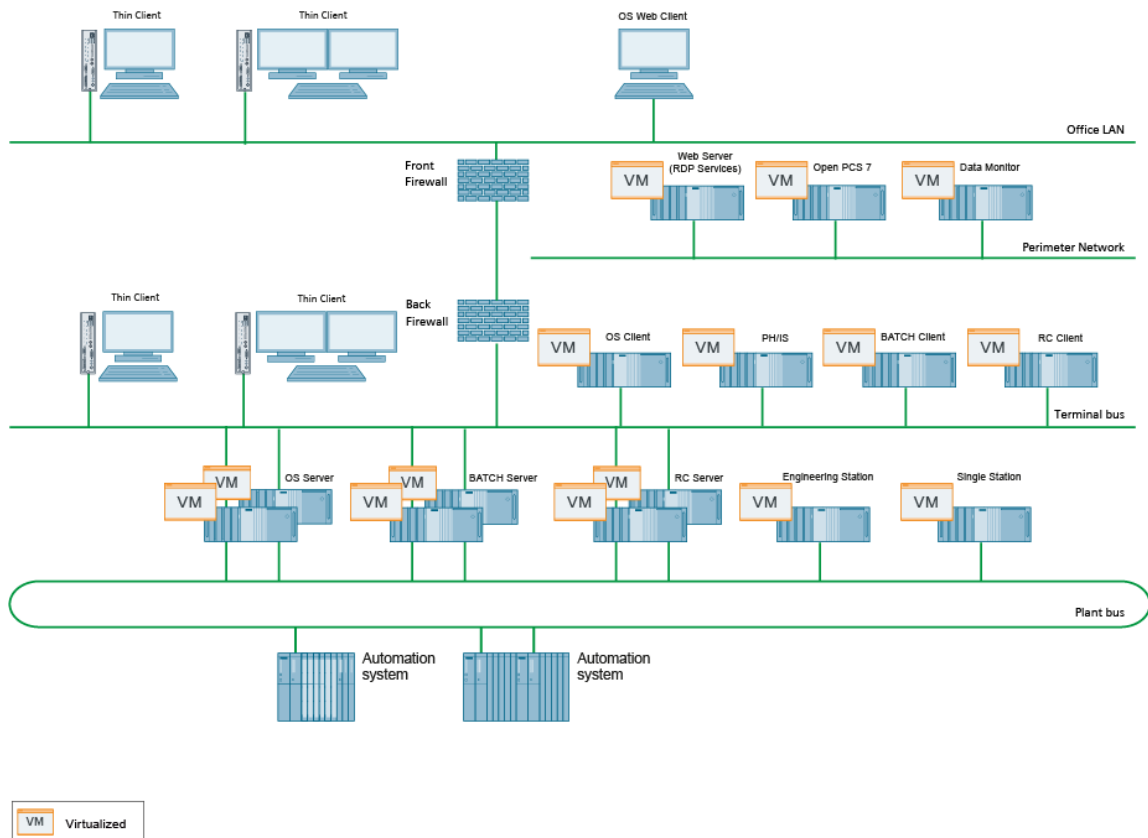 Thin Client
Thin Client
OS Web Client
Office LAN
Front
Firewall
Web Server
(RDP Services)
VM
Open PCS 7
VM
Data Monitor
VM
Perimeter Network
Thin Client
Thin Client
Back
Firewall
OS Client
VM
PH/IS
VM
BATCH Client
VM
RC Client
VM
Terminal bus
VM
VM
OS Server
VM
VM
BATCH Server
VM
VM
RC Server
VM
Engineering Station
VM
Single Station
Plant bus
Automation
system
Automation
system
VM
Virtualized